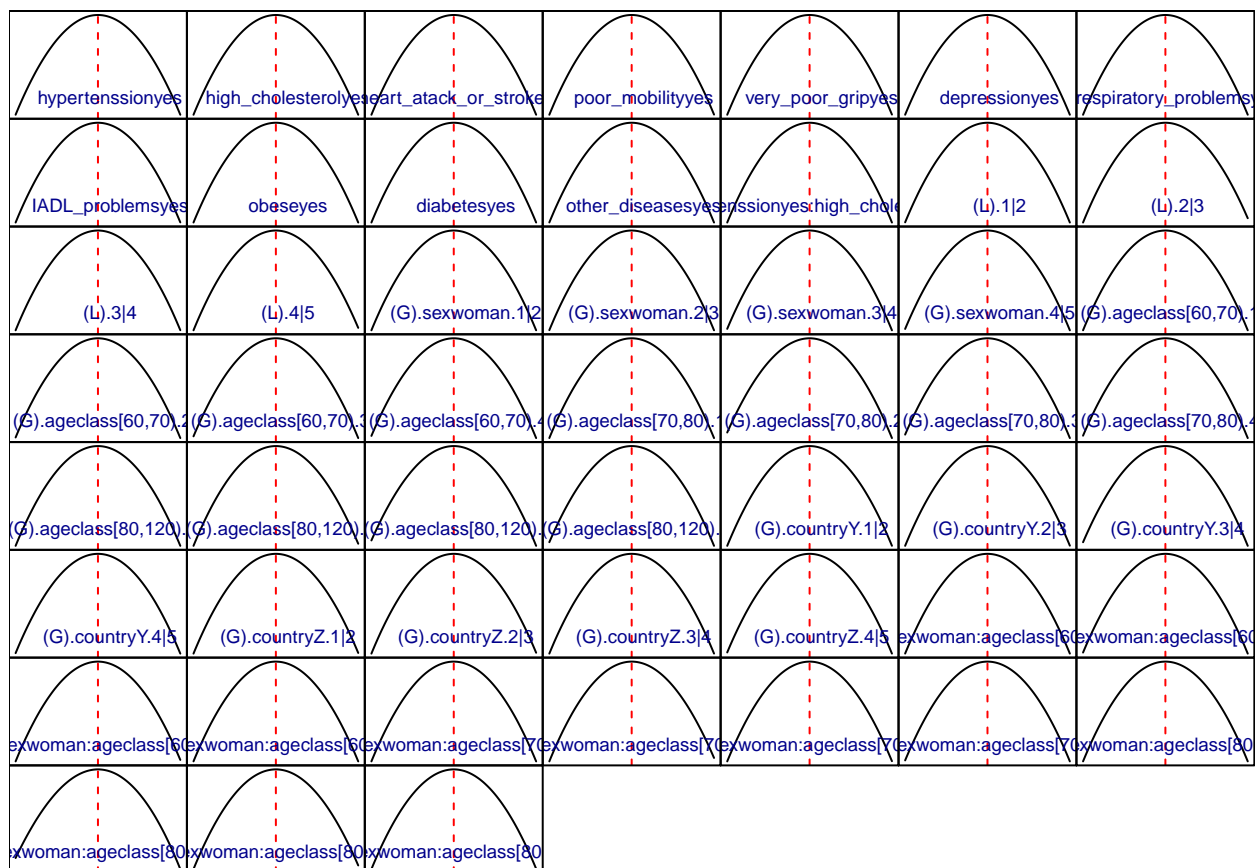 hypertenssionyes
high_cholesterolyes
heart_atack_or_stroke
poor_mobilityyes
very_poor_gripyes
depressionyes
respiratory_problemsy
IADL_problemsyes
obeseyes
diabetesyes
other_diseasesyes
enssionyes:high_chole
(L).1|2
(L).2|3
(L).3|4
(L).4|5
(G).sexwoman.1|2
(G).sexwoman.2|3
(G).sexwoman.3|4
(G).sexwoman.4|5
(G).ageclass[60,70).1
(G).ageclass[60,70).2
(G).ageclass[60,70).3
(G).ageclass[60,70).4
(G).ageclass[70,80).1
(G).ageclass[70,80).2
(G).ageclass[70,80).3
(G).ageclass[70,80).4
(G).ageclass[80,120).
(G).ageclass[80,120).
(G).ageclass[80,120).
(G).ageclass[80,120).
(G).countryY.1|2
(G).countryY.2|3
(G).countryY.3|4
(G).countryY.4|5
(G).countryZ.1|2
(G).countryZ.2|3
(G).countryZ.3|4
(G).countryZ.4|5
exwoman:ageclass[60
exwoman:ageclass[60
exwoman:ageclass[60
exwoman:ageclass[60
exwoman:ageclass[70
exwoman:ageclass[70
exwoman:ageclass[70
exwoman:ageclass[70
exwoman:ageclass[80
exwoman:ageclass[80
exwoman:ageclass[80
exwoman:ageclass[80